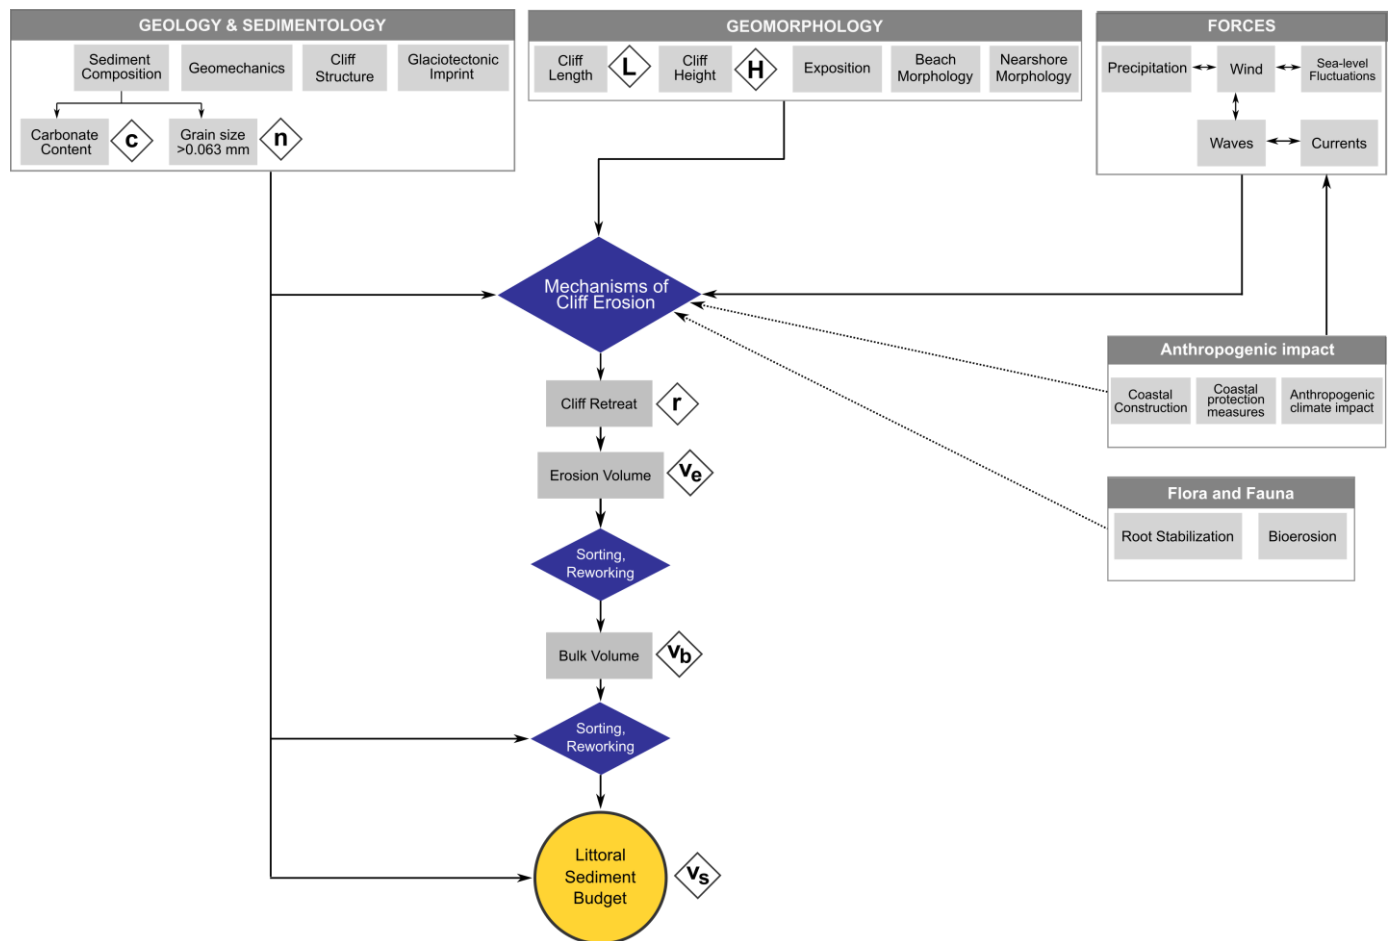 GEOLOGY & SEDIMENTOLOGY
Sediment
Composition
Geomechanics
Cliff
Structure
Glaciotectonic
Imprint
Carbonate
Content
c
Grain size
>0.063 mm
n
GEOMORPHOLOGY
Cliff
Length
L
Cliff
Height
H
Exposition
Beach
Morphology
Nearshore
Morphology
FORCES
Precipitation
Wind
Sea-level
Fluctuations
Waves
Currents
Mechanisms of
Cliff Erosion
Anthropogenic impact
Coastal
Construction
Coastal
protection
measures
Anthropogenic
climate impact
Cliff Retreat
r
Erosion Volume
ve
Flora and Fauna
Root Stabilization
Bioerosion
Sorting,
Reworking
Bulk Volume
vb
Sorting,
Reworking
Littoral
Sediment
Budget
vs